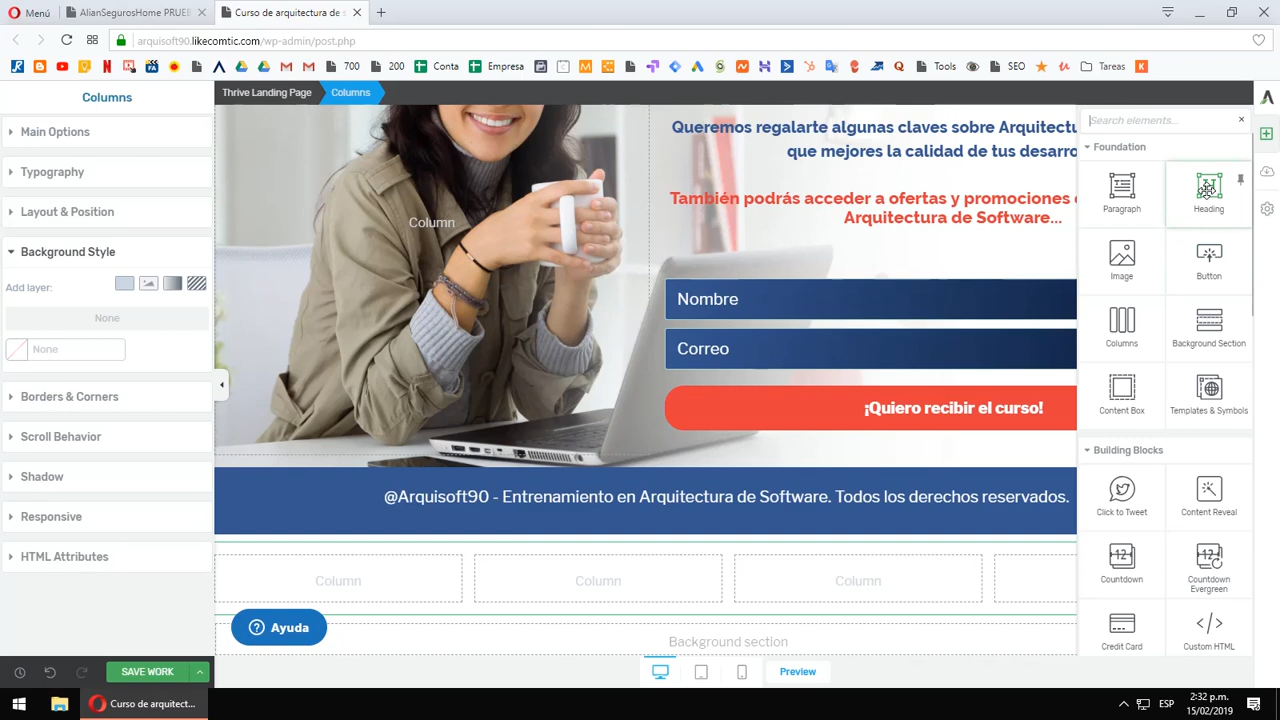 Menú
AlianSegurosHome PRUEB
Curso de arquitectura de s
arquisoft90.likecomtic.com/wp-admin/post.php
700
200
Conta
Empresa
Tools
SEO
Tareas
Columns
Main Options
Typography
Layout & Position
Background Style
Add layer:
None
None
Borders & Corners
Scroll Behavior
Shadow
Responsive
HTML Attributes
SAVE WORK
Thrive Landing Page
Columns
Column
Queremos regalarte algunas claves sobre Arquitectu
que mejores la calidad de tus desarro
También podrás acceder a ofertas y promociones
Arquitectura de Software...
Nombre
Correo
¡Quiero recibir el curso!
@Arquisoft90 - Entrenamiento en Arquitectura de Software. Todos los derechos reservados.
Column
Column
Column
Background section
Ayuda
Preview
Search elements...
Foundation
Paragraph
Heading
Image
Button
Columns
Background Section
Content Box
Templates & Symbols
Building Blocks
Click to Tweet
Content Reveal
Countdown
Countdown
Evergreen
Credit Card
Custom HTML
Curso de arquitect...
ESP
2:32 p.m.
15/02/2019